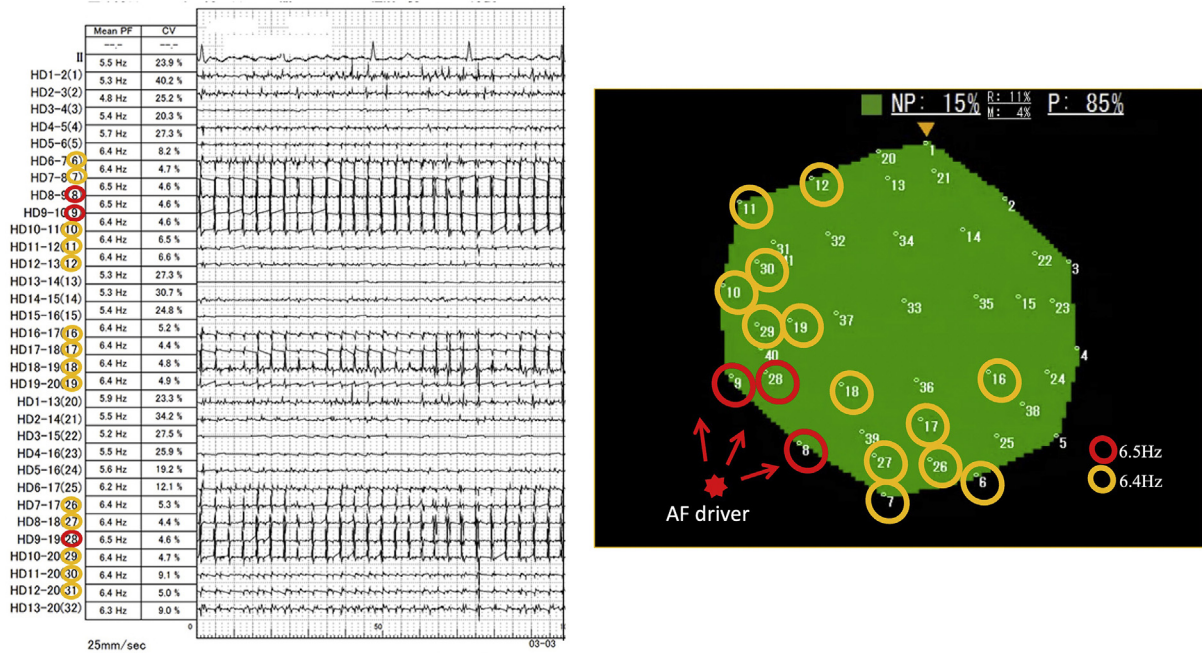 Mean PF CV
II --.- --.-
HD1-2(1) 5.5 Hz 23.9 %
HD2-3(2) 5.3 Hz 40.2 %
HD3-4(3) 4.8 Hz 25.2 %
HD4-5(4) 5.4 Hz 20.3 %
HD5-6(5) 5.7 Hz 27.3 %
HD6-7(6) 6.4 Hz 8.2 %
HD7-8(7) 6.4 Hz 4.7 %
HD8-9(8) 6.5 Hz 4.6 %
HD9-10(9) 6.5 Hz 4.6 %
HD10-11(10) 6.4 Hz 4.6 %
HD11-12(11) 6.4 Hz 6.5 %
HD12-13(12) 6.4 Hz 6.6 %
HD13-14(13) 5.3 Hz 27.3 %
HD14-15(14) 5.3 Hz 30.7 %
HD15-16(15) 5.4 Hz 24.8 %
HD16-17(16) 6.4 Hz 5.2 %
HD17-18(17) 6.4 Hz 4.4 %
HD18-19(18) 6.4 Hz 4.8 %
HD19-20(19) 6.4 Hz 4.9 %
HD1-13(20) 5.9 Hz 23.3 %
HD2-14(21) 5.5 Hz 34.2 %
HD3-15(22) 5.2 Hz 27.5 %
HD4-16(23) 5.5 Hz 25.9 %
HD5-16(24) 5.6 Hz 19.2 %
HD6-17(25) 6.2 Hz 12.1 %
HD7-17(26) 6.4 Hz 5.3 %
HD8-18(27) 6.4 Hz 4.4 %
HD9-19(28) 6.5 Hz 4.6 %
HD10-20(29) 6.4 Hz 4.7 %
HD11-20(30) 6.4 Hz 9.1 %
HD12-20(31) 6.4 Hz 5.0 %
HD13-20(32) 6.3 Hz 9.0 %
0 50
25mm/sec 03-03
NP: 15% R: 11% M: 4% P: 85%
1
20
21
12 13
11 2
14
32 34
31
22 3
30
10 35 15 23
33
29 19 37
40 4
9 28 24
16
18 36
38
17
39 25 5
8 6.5Hz
27 26
6 6.4Hz
7
AF driver